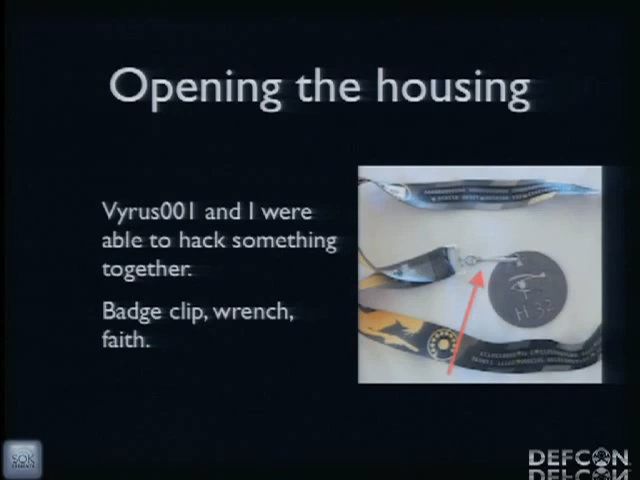 Opening the housing
Vyrus001 and I were
able to hack something
together.
Badge clip, wrench,
faith.
H 32
SOK
DEFCON